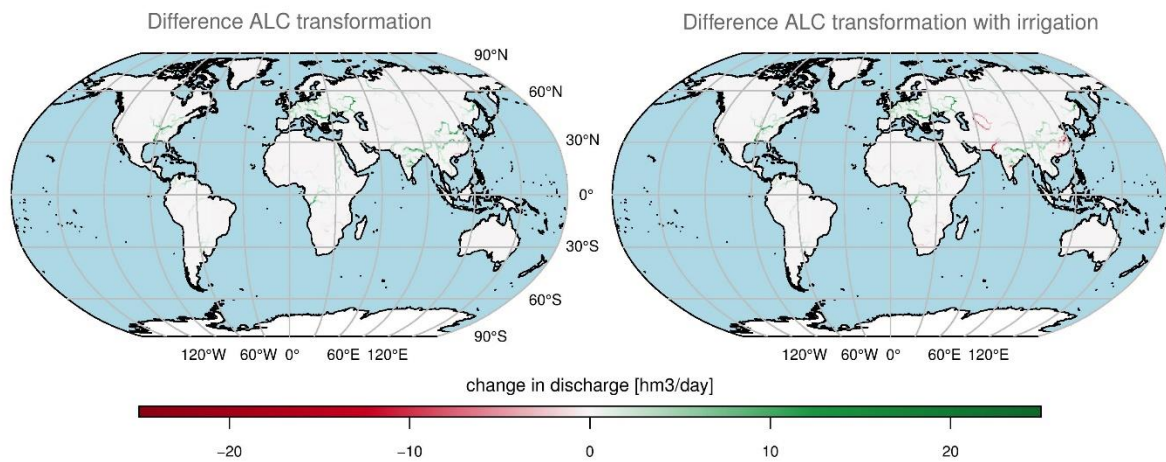 Difference ALC transformation
Difference ALC transformation with irrigation
90°N
60°N
30°N
0°
30°S
60°S
90°S
120°W 60°W 0° 60°E 120°E
120°W 60°W 0° 60°E 120°E
change in discharge [hm3/day]
−20 −10 0 10 20